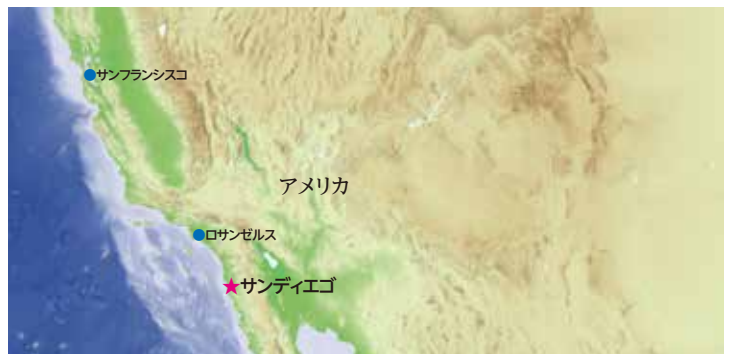 サンフランシスコ
アメリカ
ロサンゼルス
サンディエゴ